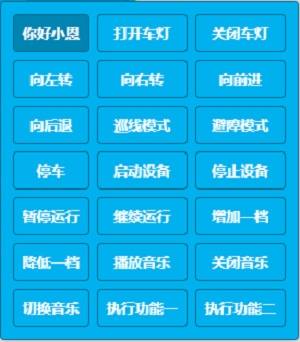 你好小恩 打开车灯 关闭车灯
向左转 向右转 向前进
向后退 巡线模式 避障模式
停车 启动设备 停止设备
暂停运行 继续运行 增加一档
降低一档 播放音乐 关闭音乐
切换音乐 执行功能一 执行功能二